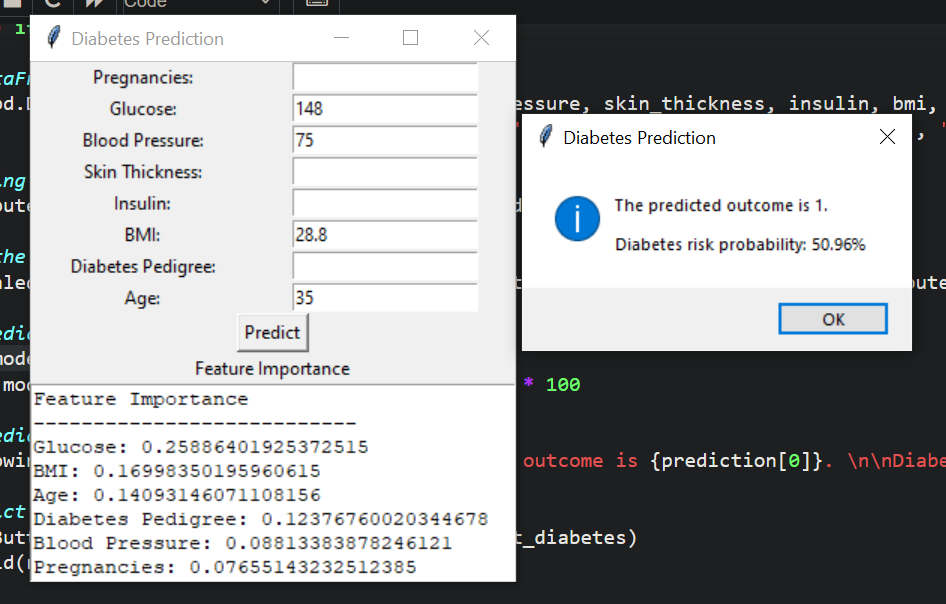 Code
Diabetes Prediction
Pregnancies:
Glucose: 148
Blood Pressure: 75
Skin Thickness:
Insulin:
BMI: 28.8
Diabetes Pedigree:
Age: 35
Predict
Feature Importance
Feature Importance
---------------------------
Glucose: 0.25886401925372515
BMI: 0.16998350195960615
Age: 0.14093146071108156
Diabetes Pedigree: 0.12376760020344678
Blood Pressure: 0.08813383878246121
Pregnancies: 0.07655143232512385
skin_thickness, insulin, bmi,
Diabetes Prediction
The predicted outcome is 1.
Diabetes risk probability: 50.96%
OK
* 100
outcome is {prediction[0]}. \n\nDiabe
t_diabetes)